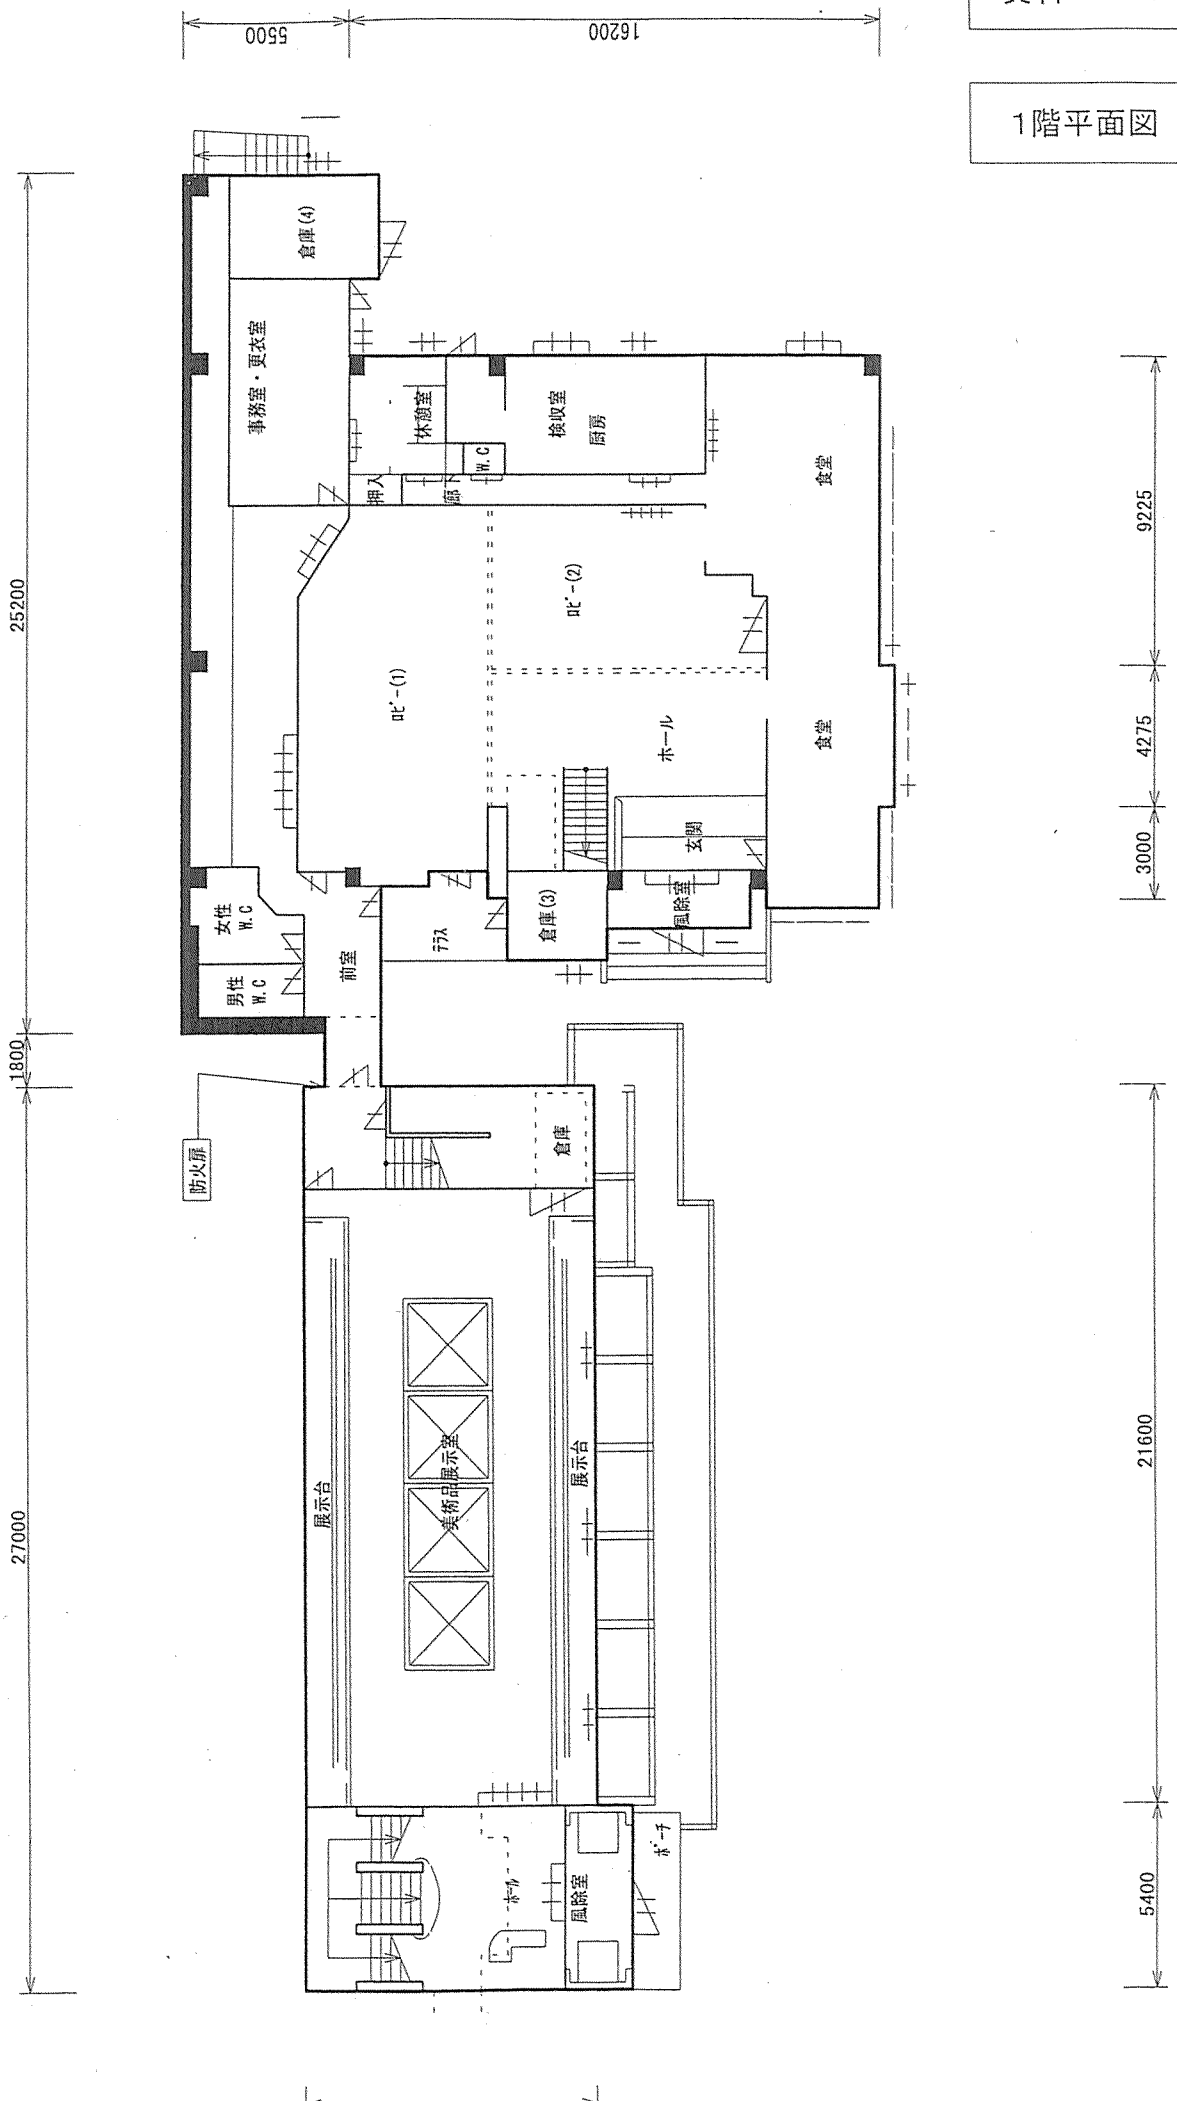 1階平面図
5500
16200
25200
1800
27000
倉庫(4)
事務室・更衣室
休憩室
押入
W.C
検収室
厨房
食堂
ﾛﾋﾞｰ(2)
ﾛﾋﾞｰ(1)
ホール
食堂
玄関
風除室
倉庫(3)
ﾃﾗｽ
女性
W.C
男性
W.C
前室
防火扉
倉庫
展示台
美術品展示室
展示台
ﾎｰﾙ
風除室
ﾎﾟｰﾁ
9225
4275
3000
21600
5400